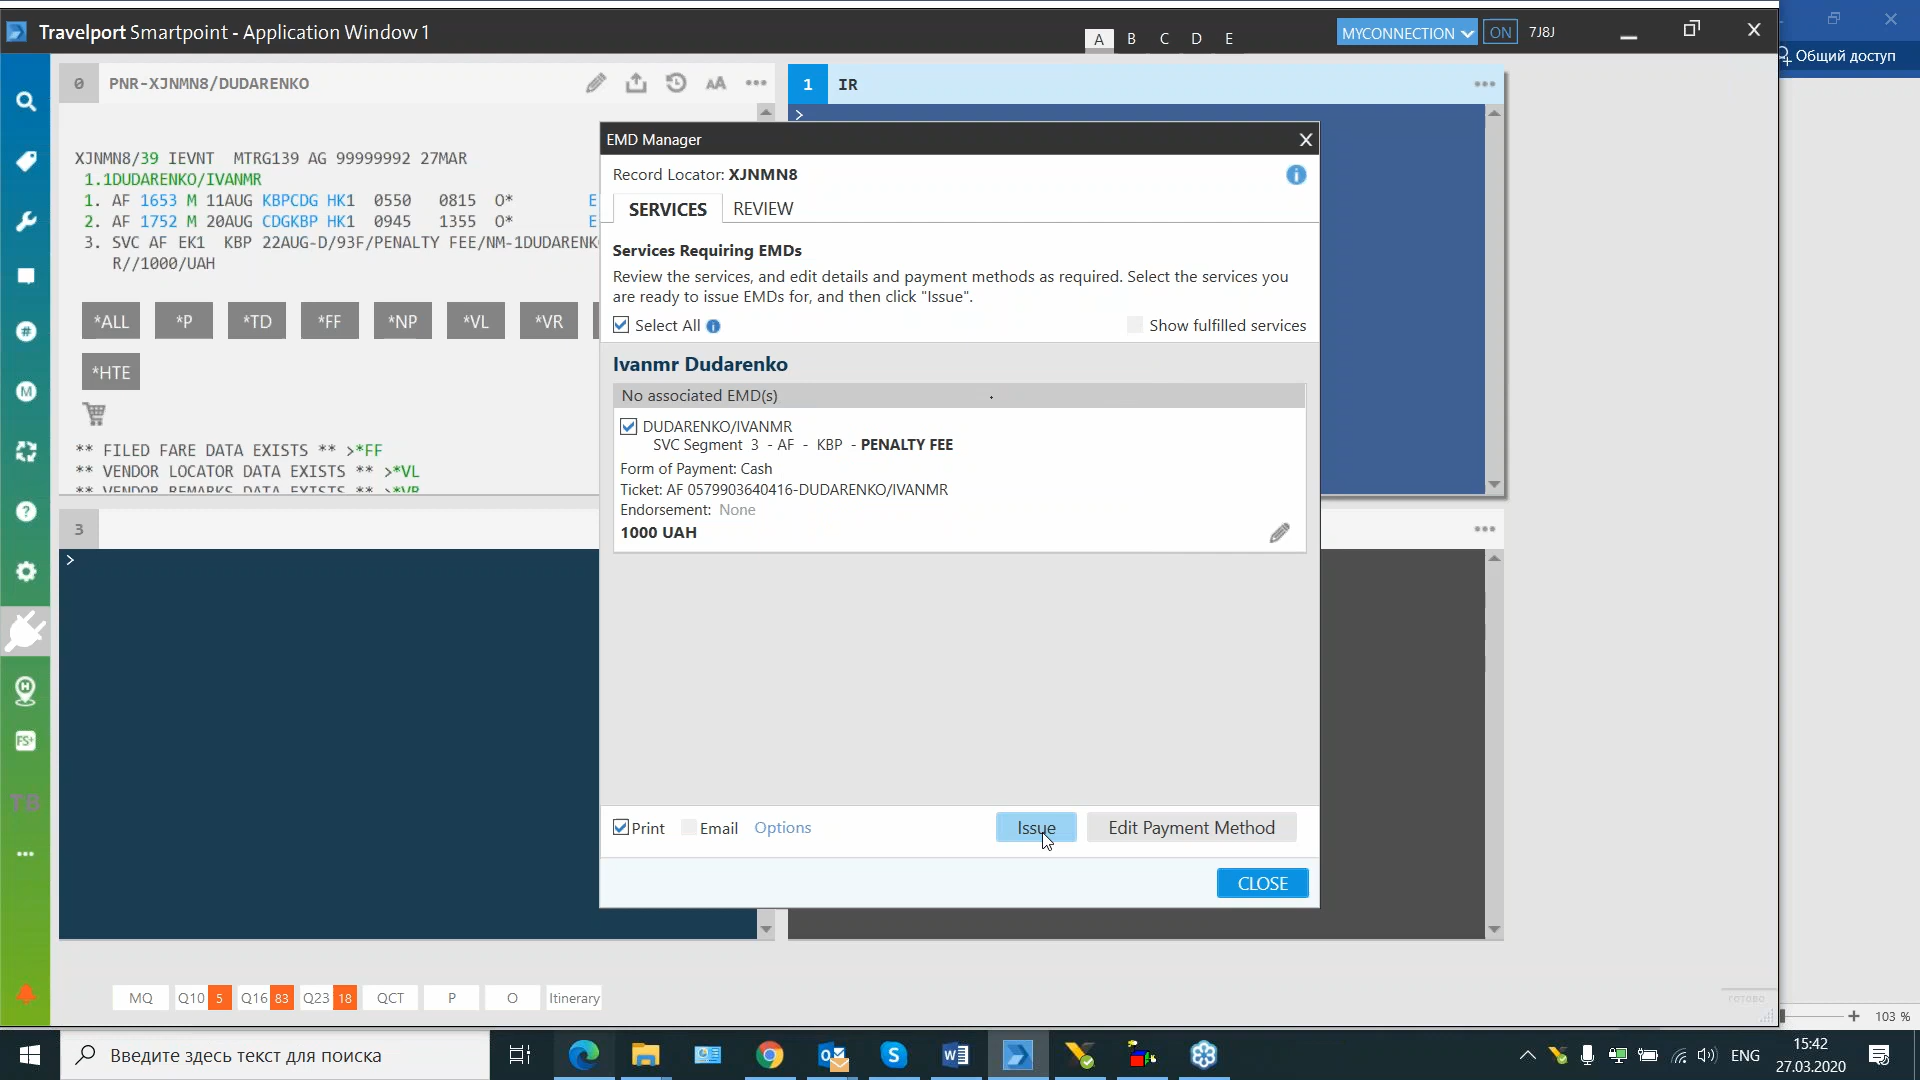 Travelport Smartpoint - Application Window 1
A B C D E
MYCONNECTION ON 7J8J
Общий доступ
0 PNR-XJNMN8/DUDARENKO AA
1 IR
>
XJNMN8/39 IEVNT MTRG139 AG 99999992 27MAR
1.1DUDARENKO/IVANMR
1. AF 1653 M 11AUG KBPCDG HK1 0550 0815 O* E
2. AF 1752 M 20AUG CDGKBP HK1 0945 1355 O* E
3. SVC AF EK1 KBP 22AUG-D/93F/PENALTY FEE/NM-1DUDARENK
R//1000/UAH
*ALL *P *TD *FF *NP *VL *VR
*HTE
** FILED FARE DATA EXISTS ** >*FF
** VENDOR LOCATOR DATA EXISTS ** >*VL
** VENDOR REMARKS DATA EXISTS ** >*VR
3
>
EMD Manager
Record Locator: XJNMN8
SERVICES REVIEW
Services Requiring EMDs
Review the services, and edit details and payment methods as required. Select the services you
are ready to issue EMDs for, and then click "Issue".
Select All
Show fulfilled services
Ivanmr Dudarenko
No associated EMD(s)
DUDARENKO/IVANMR
SVC Segment 3 - AF - KBP - PENALTY FEE
Form of Payment: Cash
Ticket: AF 0579903640416-DUDARENKO/IVANMR
Endorsement: None
1000 UAH
Print Email Options Issue Edit Payment Method
CLOSE
MQ Q10 5 Q16 83 Q23 18 QCT P O Itinerary
готово
103 %
Введите здесь текст для поиска
ENG
15:42
27.03.2020